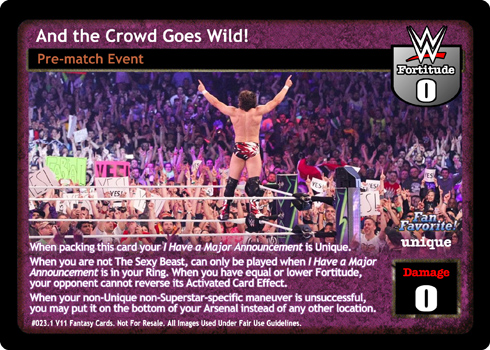 And the Crowd Goes Wild!
Pre-match Event
Fortitude
0
YES!
YES!
Fan Favorite!
unique
When packing this card your I Have a Major Announcement is Unique.
When you are not The Sexy Beast, can only be played when I Have a Major
Announcement is in your Ring. When you have equal or lower Fortitude,
your opponent cannot reverse its Activated Card Effect.
When your non-Unique non-Superstar-specific maneuver is unsuccessful,
you may put it on the bottom of your Arsenal instead of any other location.
Damage
0
#023.1 V11 Fantasy Cards. Not For Resale. All Images Used Under Fair Use Guidelines.